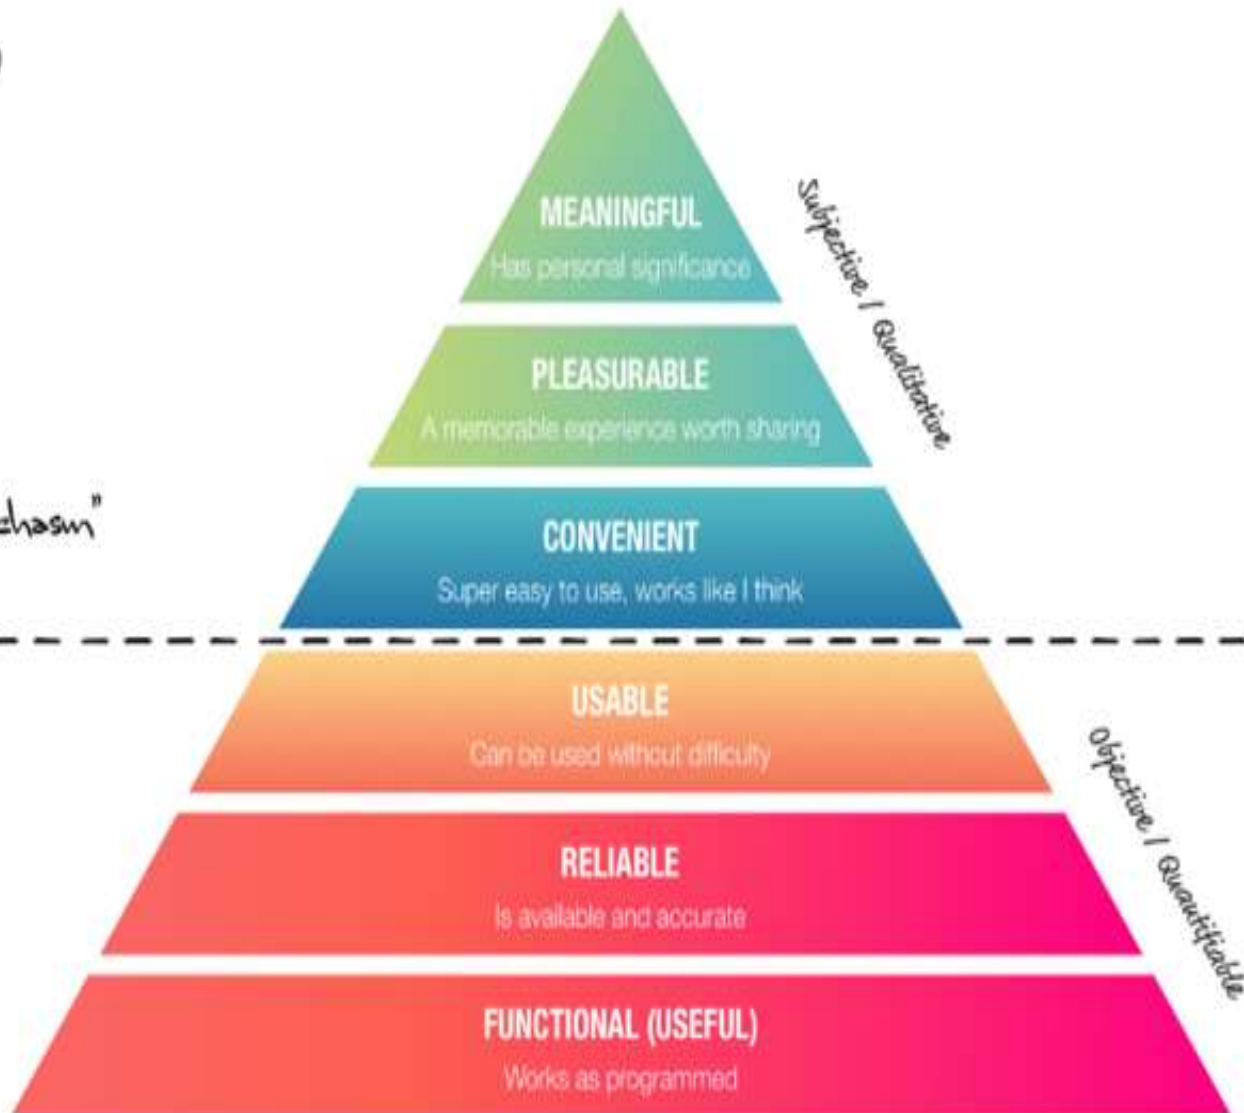 MEANINGFUL
Has personal significance
Subjective / Qualitative
PLEASURABLE
A memorable experience worth sharing
chasm"
CONVENIENT
Super easy to use, works like I think
USABLE
Can be used without difficulty
Objective / Quantifiable
RELIABLE
Is available and accurate
FUNCTIONAL (USEFUL)
Works as programmed